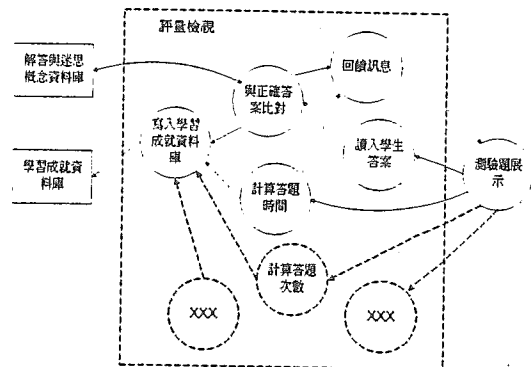 評量檢視
解答與迷思
概念資料庫
與正確答
案比對
回饋訊息
寫入學習
成就資料
庫
讀入學生
答案
學習成就資
料庫
計算答題
時間
測驗題展
示
計算答題
次數
XXX
XXX